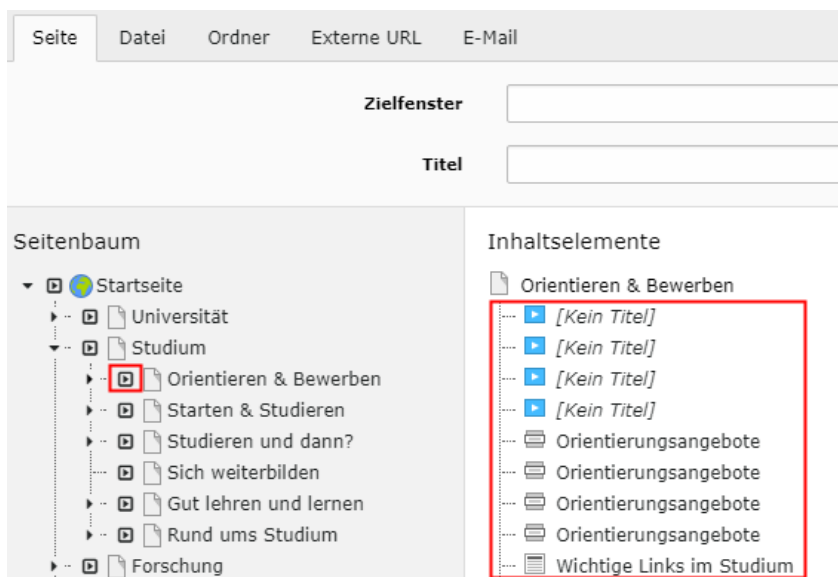 Seite Datei Ordner Externe URL E-Mail
Zielfenster
Titel
Seitenbaum
Startseite
Universität
Studium
Orientieren & Bewerben
Starten & Studieren
Studieren und dann?
Sich weiterbilden
Gut lehren und lernen
Rund ums Studium
Forschung
Inhaltselemente
Orientieren & Bewerben
[Kein Titel]
[Kein Titel]
[Kein Titel]
[Kein Titel]
Orientierungsangebote
Orientierungsangebote
Orientierungsangebote
Orientierungsangebote
Wichtige Links im Studium